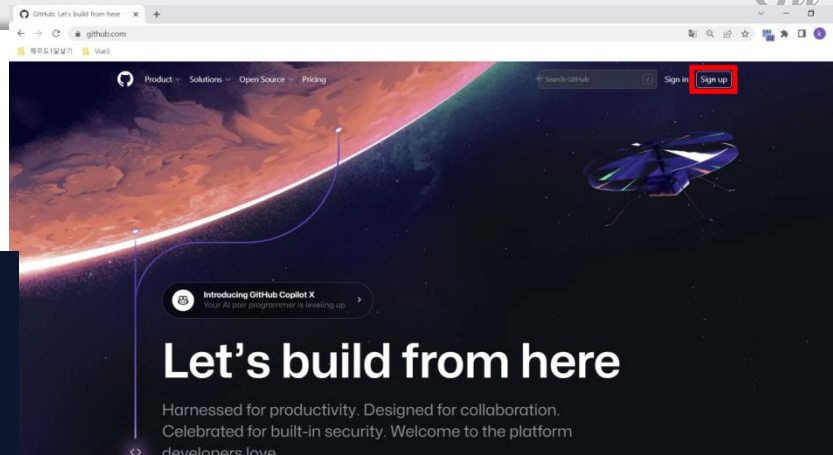 GitHub: Let's build from here
github.com
제주도1달살기 Vue3
Product Solutions Open Source Pricing Search GitHub / Sign in Sign up
Introducing GitHub Copilot X
Your AI pair programmer is leveling up
Let's build from here
Harnessed for productivity. Designed for collaboration.
Celebrated for built-in security. Welcome to the platform
developers love.